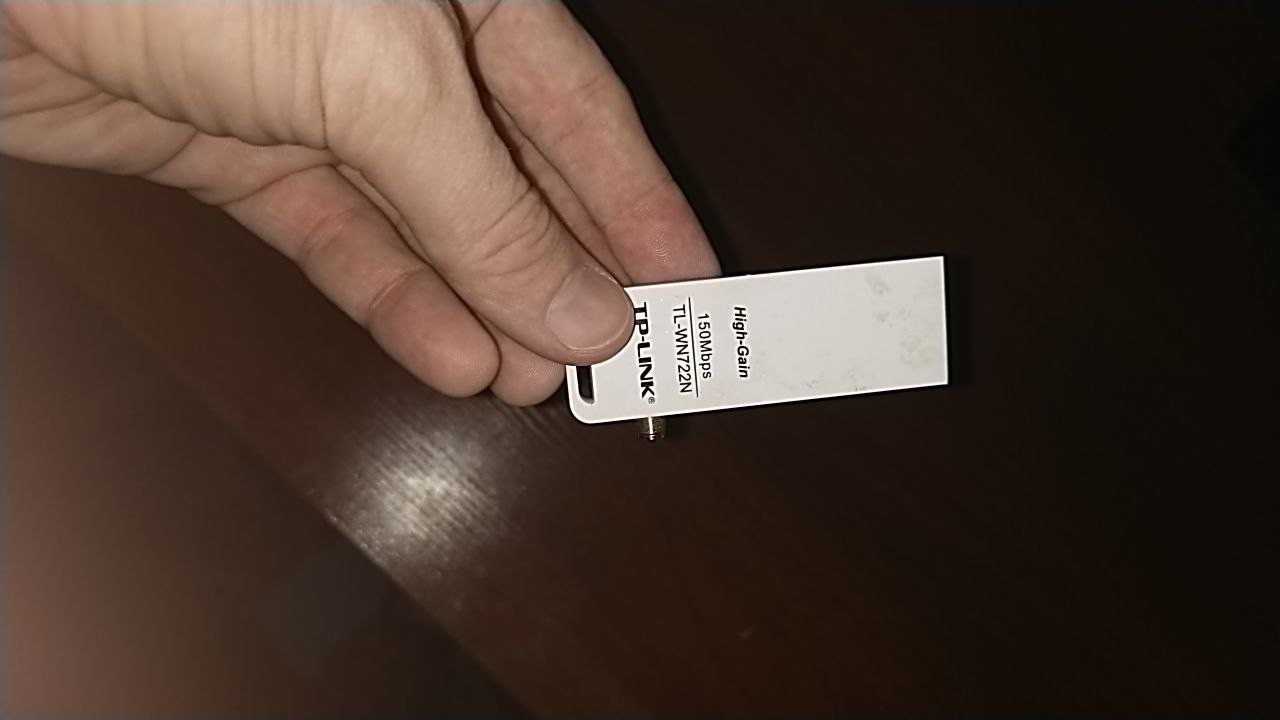 TP-LINK®
TL-WN722N
150Mbps
High-Gain